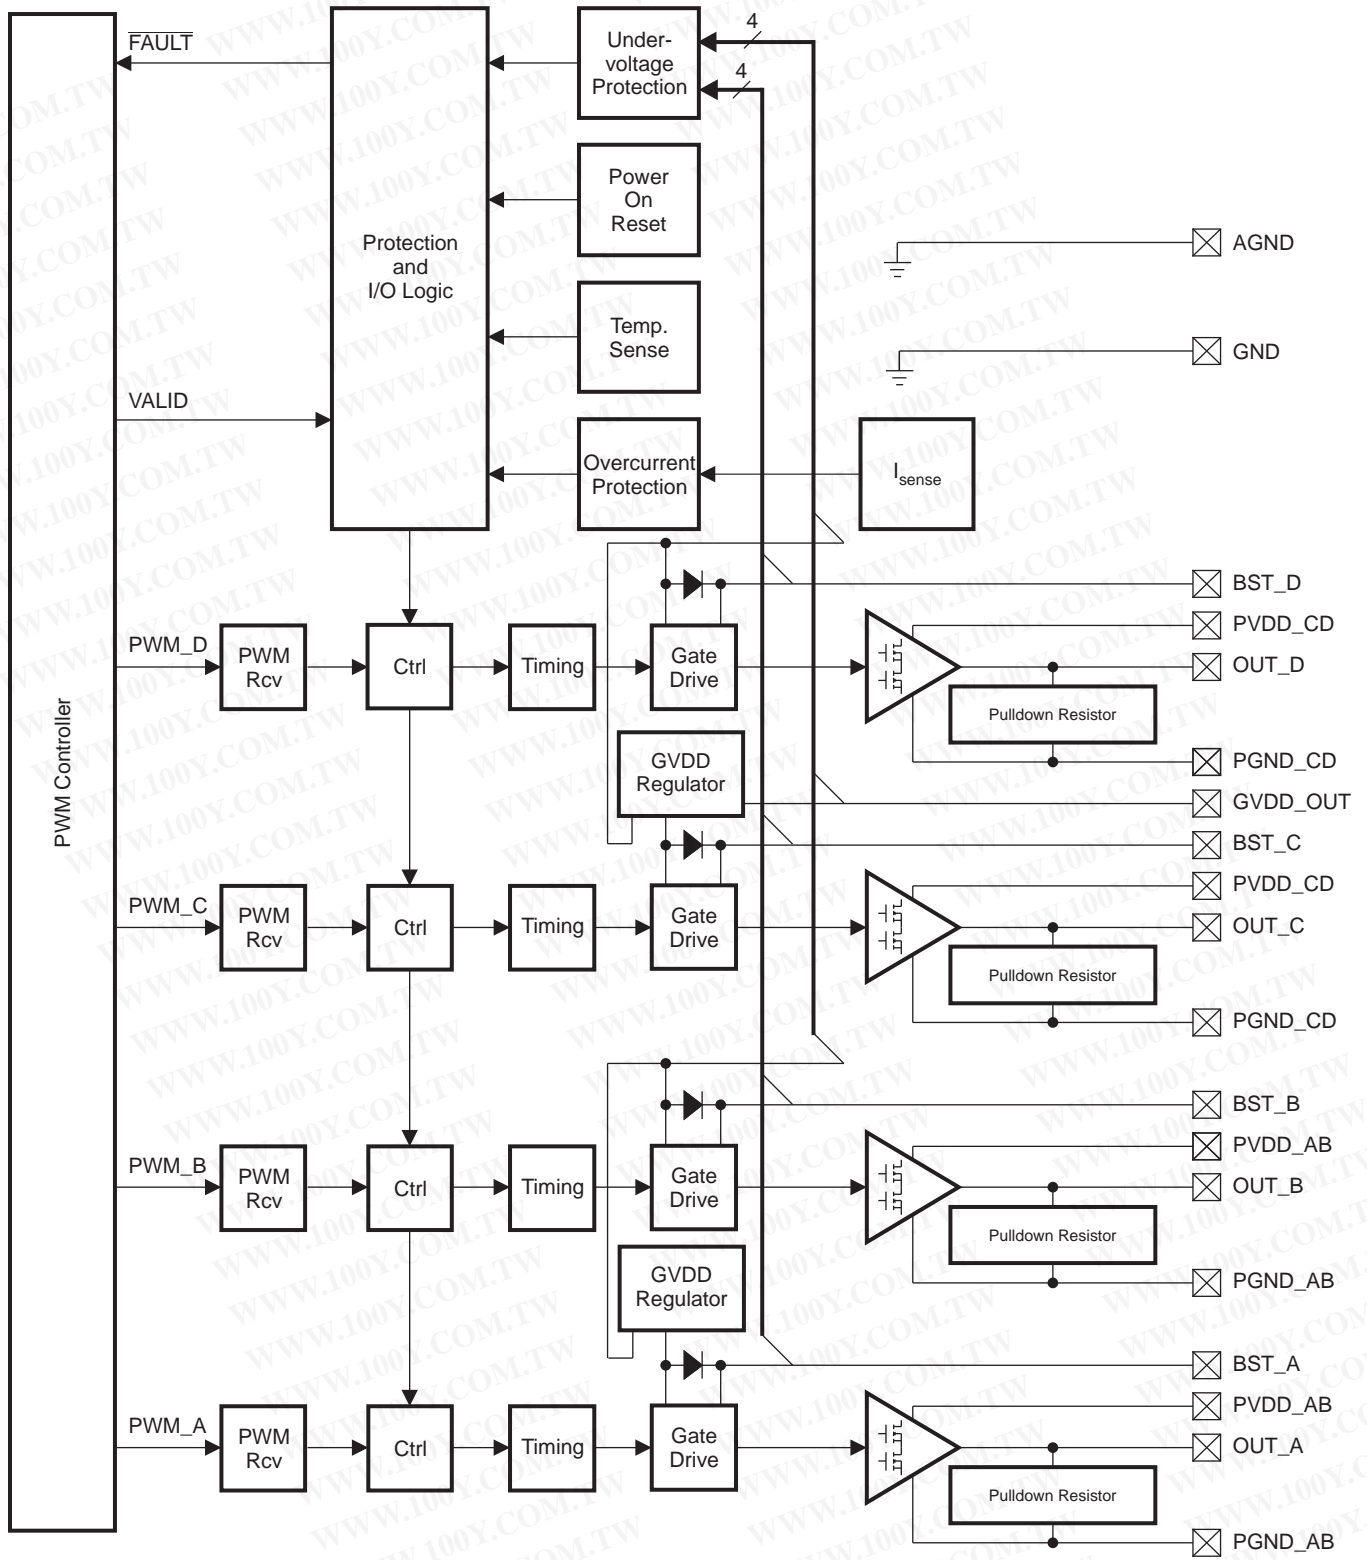 FAULT
Under-
voltage
Protection
4
4
Power
On
Reset
Protection
and
I/O Logic
AGND
Temp.
Sense
GND
VALID
Overcurrent
Protection
Isense
BST_D
PVDD_CD
PWM_D
PWM
Rcv
Ctrl
Timing
Gate
Drive
OUT_D
Pulldown Resistor
PWM Controller
GVDD
Regulator
PGND_CD
GVDD_OUT
BST_C
PVDD_CD
PWM_C
PWM
Rcv
Ctrl
Timing
Gate
Drive
OUT_C
Pulldown Resistor
PGND_CD
BST_B
PVDD_AB
PWM_B
PWM
Rcv
Ctrl
Timing
Gate
Drive
OUT_B
Pulldown Resistor
GVDD
Regulator
PGND_AB
BST_A
PVDD_AB
PWM_A
PWM
Rcv
Ctrl
Timing
Gate
Drive
OUT_A
Pulldown Resistor
PGND_AB
WWW.100Y.COM.TW